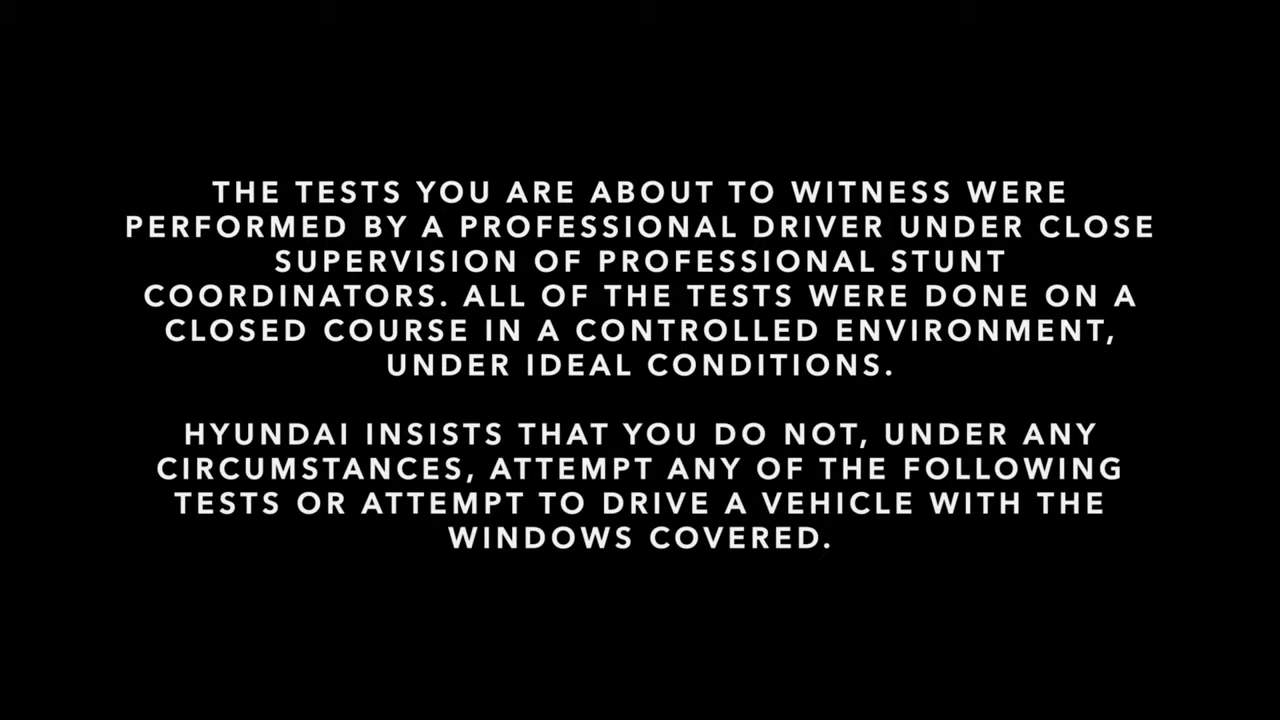 THE TESTS YOU ARE ABOUT TO WITNESS WERE
PERFORMED BY A PROFESSIONAL DRIVER UNDER CLOSE
SUPERVISION OF PROFESSIONAL STUNT
COORDINATORS. ALL OF THE TESTS WERE DONE ON A
CLOSED COURSE IN A CONTROLLED ENVIRONMENT,
UNDER IDEAL CONDITIONS.
HYUNDAI INSISTS THAT YOU DO NOT, UNDER ANY
CIRCUMSTANCES, ATTEMPT ANY OF THE FOLLOWING
TESTS OR ATTEMPT TO DRIVE A VEHICLE WITH THE
WINDOWS COVERED.